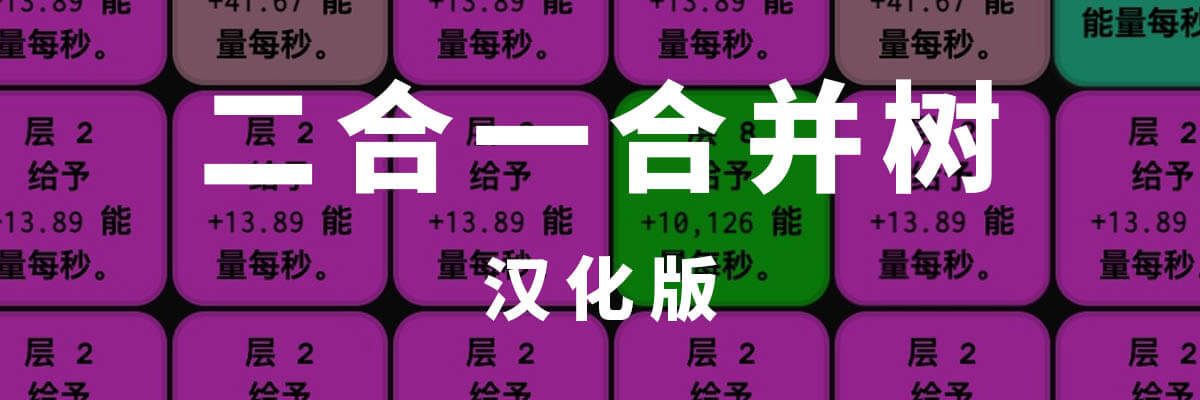 +13.89 能
+41.67 能
+13.89 能
+13.89 能
+41.67 能
量每秒。
量每秒。
量每秒。
量每秒。
量每秒。
能量每秒
二合一合并树
层 2
给予
+13.89 能
量每秒。
层 2
给予
+13.89 能
量每秒。
层 2
给予
+13.89 能
量每秒。
层 8
给予
+10,126 能
量每秒。
层 2
给予
+13.89 能
量每秒。
层 2
给予
+13.89
量每秒。
汉化版
层 2
给予
层 2
给予
层 2
给予
层 2
给予
层 2
给予
层 2
给予